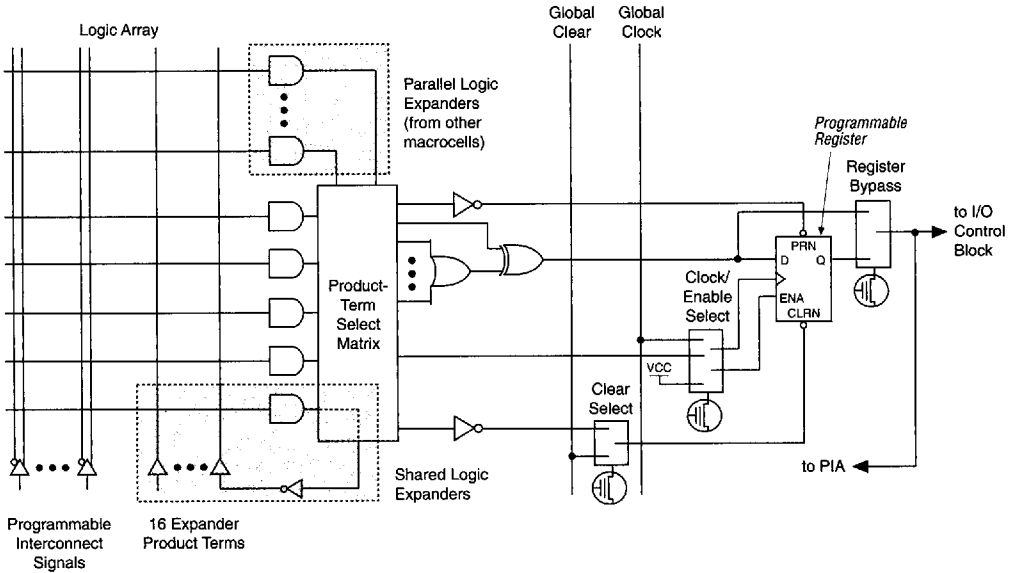 Logic Array
Parallel Logic
Expanders
(from other
macrocells)
Global
Clear
Global
Clock
Programmable
Register
Register
Bypass
to I/O
Control
Block
PRN
D
Q
ENA
CLRN
Product-
Term
Select
Matrix
Clock/
Enable
Select
VCC
Clear
Select
to PIA
Shared Logic
Expanders
Programmable
Interconnect
Signals
16 Expander
Product Terms